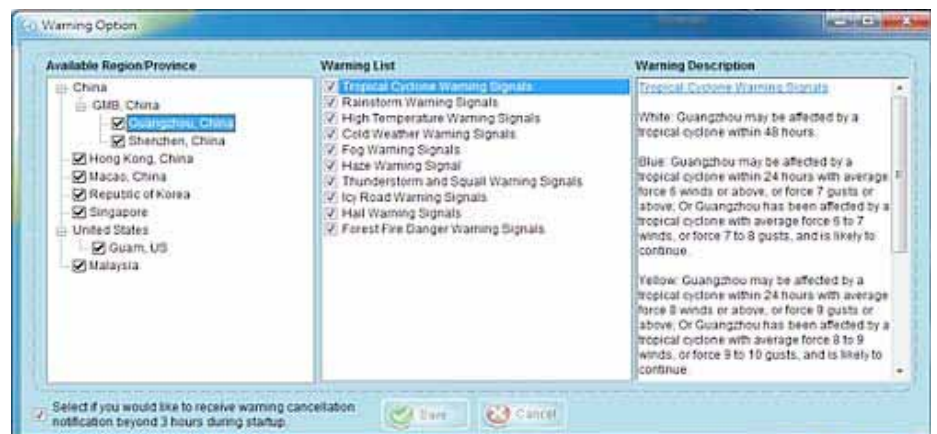 Warning Option
Available Region/Province
China
GMB, China
Guangzhou, China
Shenzhen, China
Hong Kong, China
Macao, China
Republic of Korea
Singapore
United States
Guam, US
Malaysia
Warning List
Tropical Cyclone Warning Signals
Rainstorm Warning Signals
High Temperature Warning Signals
Cold Weather Warning Signals
Fog Warning Signals
Haze Warning Signal
Thunderstorm and Squall Warning Signals
Icy Road Warning Signals
Hail Warning Signals
Forest Fire Danger Warning Signals
Warning Description
Tropical Cyclone Warning Signals
White: Guangzhou may be affected by a
tropical cyclone within 48 hours.
Blue: Guangzhou may be affected by a
tropical cyclone within 24 hours with average
force 6 winds or above, or force 7 gusts or
above; Or Guangzhou has been affected by a
tropical cyclone with average force 6 to 7
winds, or force 7 to 8 gusts, and is likely to
continue.
Yellow: Guangzhou may be affected by a
tropical cyclone within 24 hours with average
force 8 winds or above, or force 9 gusts or
above; Or Guangzhou has been affected by a
tropical cyclone with average force 8 to 9
winds, or force 9 to 10 gusts, and is likely to
continue.
Select if you would like to receive warning cancellation
notification beyond 3 hours during startup.
Save
Cancel